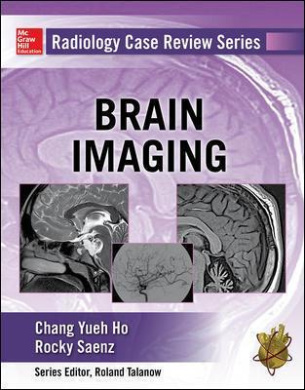 Mc
Graw
Hill
Education
Radiology Case Review Series
BRAIN
IMAGING
Chang Yueh Ho
Rocky Saenz
Series Editor, Roland Talanow